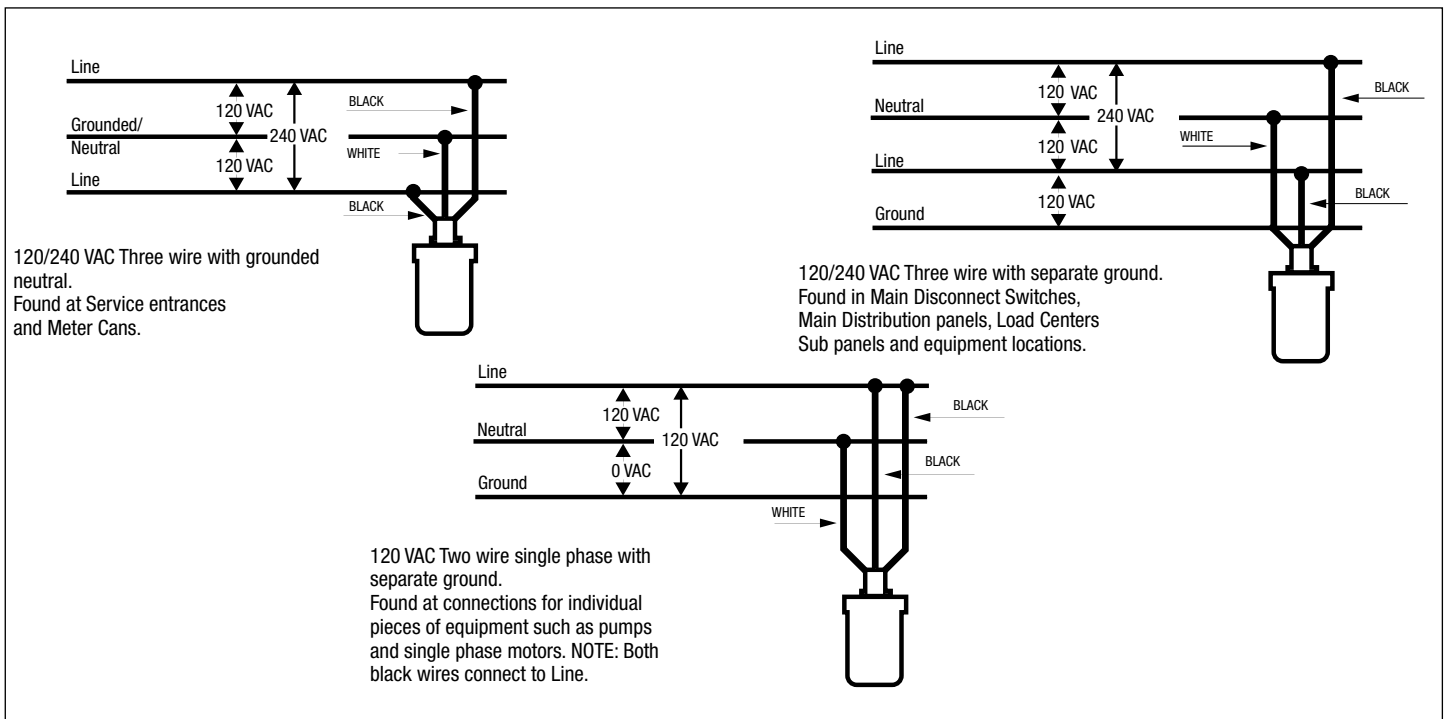 Line
120 VAC
BLACK
Grounded/
240 VAC
Neutral
WHITE
120 VAC
Line
BLACK
120/240 VAC Three wire with grounded
neutral.
Found at Service entrances
and Meter Cans.
Line
BLACK
120 VAC
Neutral
240 VAC
WHITE
120 VAC
Line
BLACK
120 VAC
Ground
120/240 VAC Three wire with separate ground.
Found in Main Disconnect Switches,
Main Distribution panels, Load Centers
Sub panels and equipment locations.
Line
BLACK
120 VAC
Neutral
120 VAC
BLACK
0 VAC
Ground
WHITE
120 VAC Two wire single phase with
separate ground.
Found at connections for individual
pieces of equipment such as pumps
and single phase motors. NOTE: Both
black wires connect to Line.